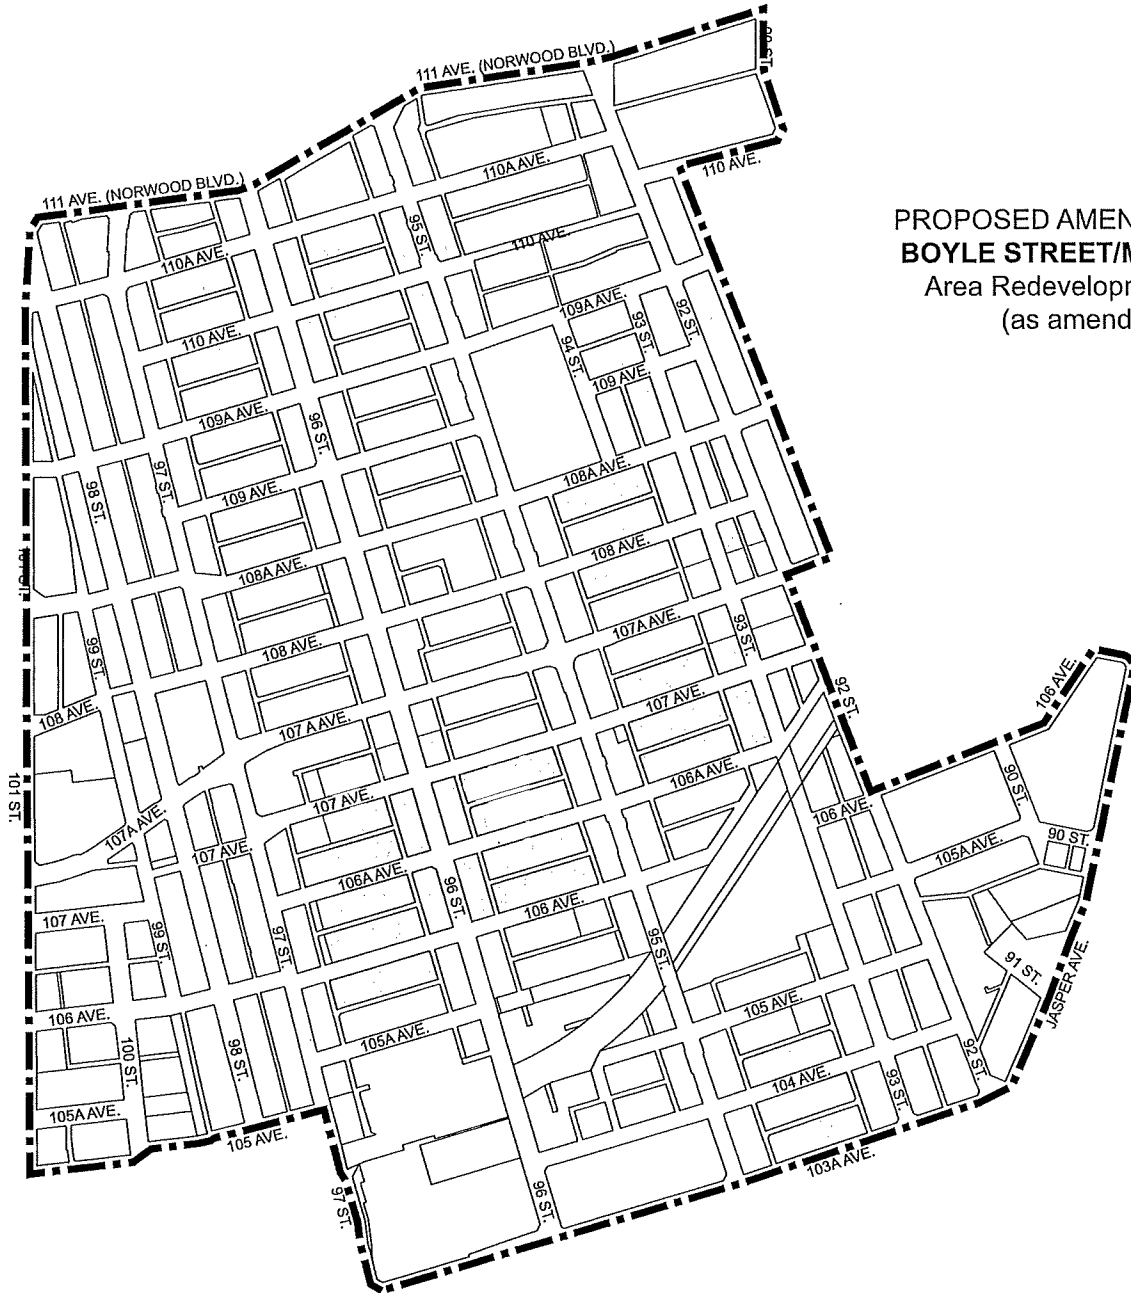 111 AVE. (NORWOOD BLVD.)
110 AVE.
111 AVE. (NORWOOD BLVD.)
110A AVE.
95 ST.
110 AVE.
110A AVE.
PROPOSED AMEN
BOYLE STREET/M
Area Redevelopr
(as amend
109A AVE.
92 ST.
93 ST.
110 AVE.
94 ST.
109 AVE.
109A AVE.
96 ST.
108A AVE.
97 ST.
98 ST.
109 AVE.
108 AVE.
108A AVE.
107A AVE.
93 ST.
99 ST.
108 AVE.
106 AVE.
92 ST.
107 AVE.
108 AVE.
107 A AVE.
106A AVE.
90 ST.
101 ST.
107 AVE.
106 AVE.
107A AVE.
90 ST.
107 AVE.
105A AVE.
106A AVE.
96 ST.
106 AVE.
107 AVE.
99 ST.
97 ST.
95 ST.
91 ST.
JASPER AVE.
106 AVE.
105 AVE.
105A AVE.
100 ST.
98 ST.
92 ST.
104 AVE.
93 ST.
105A AVE.
105 AVE.
103A AVE.
97 ST.
96 ST.